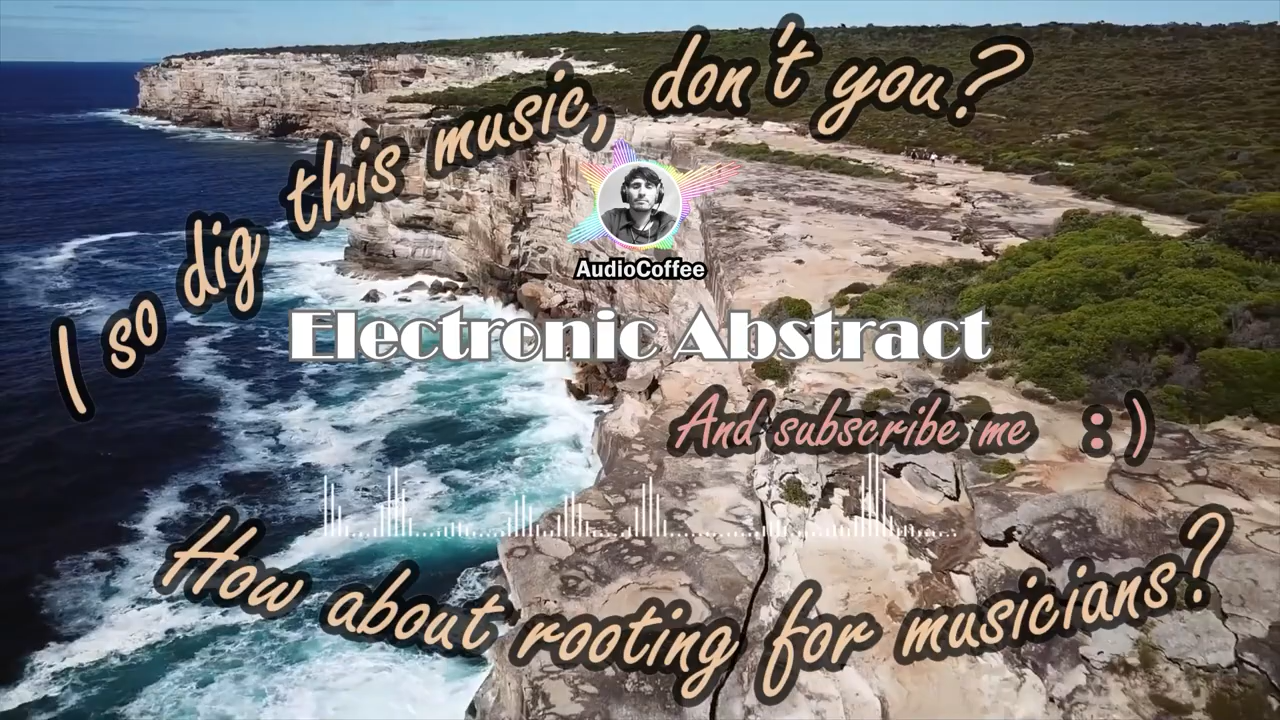 I so dig this music, don't you?
AudioCoffee
Electronic Abstract
And subscribe me :)
How about rooting for musicians?